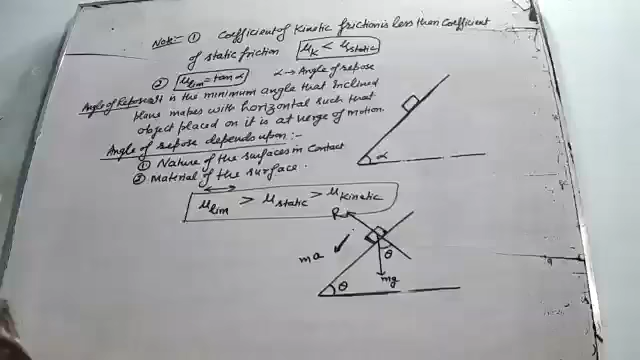 Note:- ① Coefficient of Kinetic friction is less than Coefficient
of static friction μK < μstatic
② μlim = tan α α → Angle of repose
Angle of Repose:- It is the minimum angle that Inclined
Plane makes with horizontal such that
object placed on it is at verge of motion.
Angle of repose depends upon:-
① Nature of the surfaces in Contact
② Material of the surface.
α
μlim > μstatic > μkinetic
R
ma
θ
mg
θ